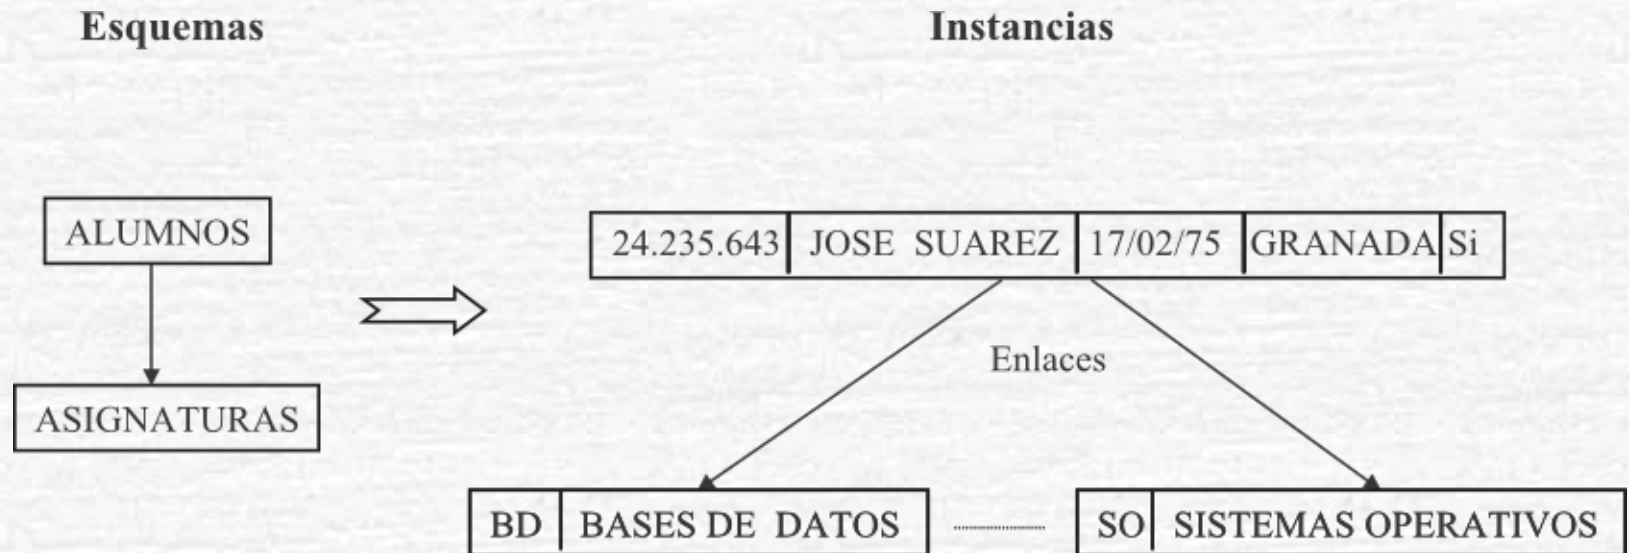 Esquemas
Instancias
ALUMNOS
24.235.643 JOSE SUAREZ 17/02/75 GRANADA Si
Enlaces
ASIGNATURAS
BD BASES DE DATOS
SO SISTEMAS OPERATIVOS